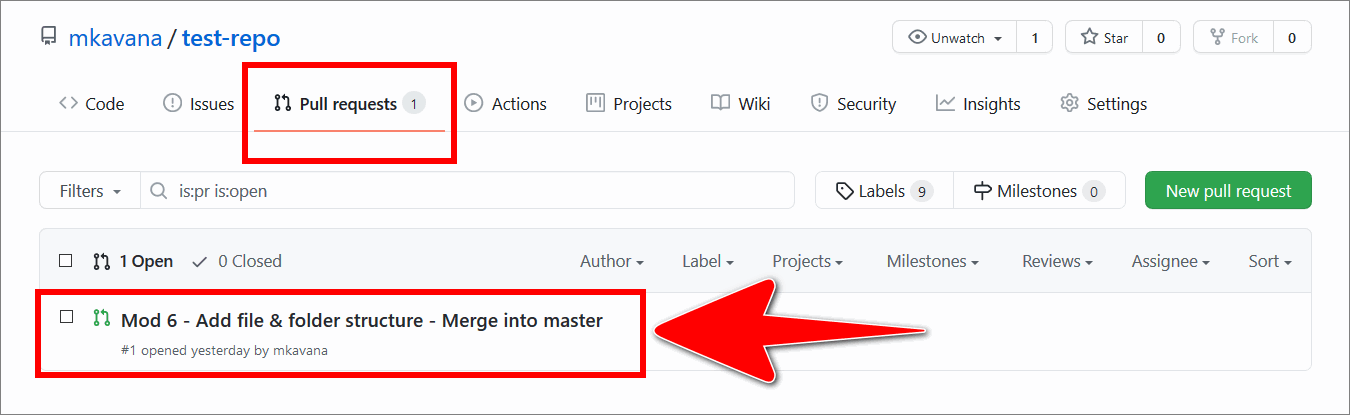 mkavana / test-repo
Unwatch 1 Star 0 Fork 0
Code Issues Pull requests 1 Actions Projects Wiki Security Insights Settings
Filters is:pr is:open Labels 9 Milestones 0 New pull request
1 Open 0 Closed Author Label Projects Milestones Reviews Assignee Sort
Mod 6 - Add file & folder structure - Merge into master
#1 opened yesterday by mkavana